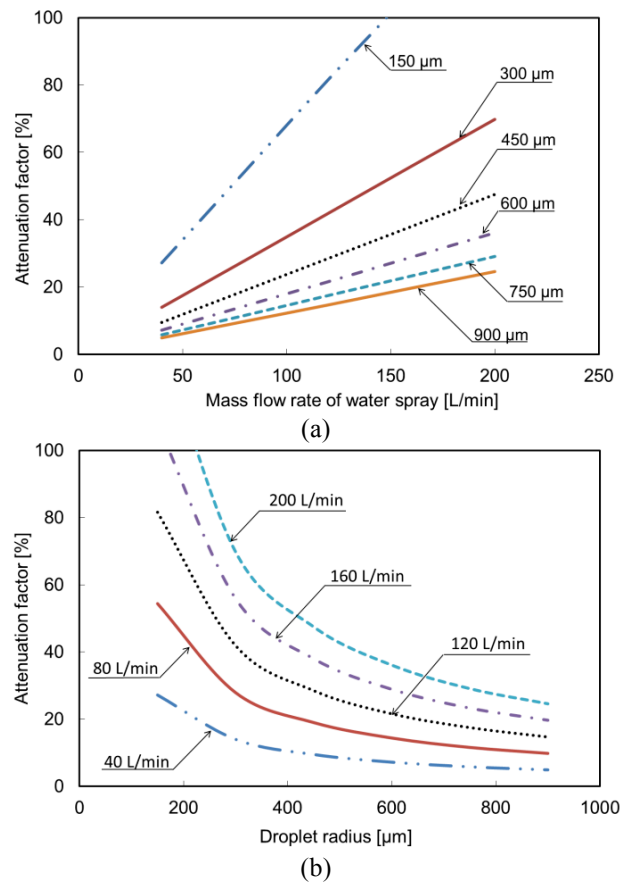 100
80
60
40
20
0
Attenuation factor [%]
150 µm
300 µm
450 µm
600 µm
750 µm
900 µm
0 50 100 150 200 250
Mass flow rate of water spray [L/min]
(a)
100
80
60
40
20
0
Attenuation factor [%]
200 L/min
160 L/min
120 L/min
80 L/min
40 L/min
0 200 400 600 800 1000
Droplet radius [µm]
(b)